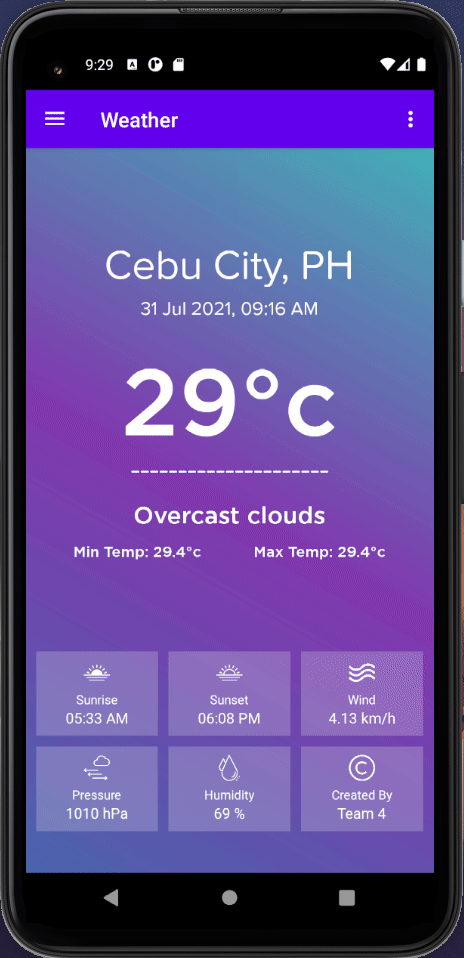 9:29
Weather
Cebu City, PH
31 Jul 2021, 09:16 AM
29°c
--------------------
Overcast clouds
Min Temp: 29.4°c Max Temp: 29.4°c
Sunrise Sunset Wind
05:33 AM 06:08 PM 4.13 km/h
Pressure Humidity Created By
1010 hPa 69 % Team 4